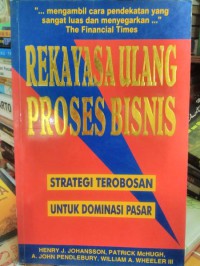 "... mengambil cara pendekatan yang
sangat luas dan menyegarkan ..."
The Financial Times
REKAYASA ULANG
PROSES BISNIS
STRATEGI TEROBOSAN
UNTUK DOMINASI PASAR
HENRY J. JOHANSSON, PATRICK McHUGH,
A. JOHN PENDLEBURY, WILLIAM A. WHEELER III